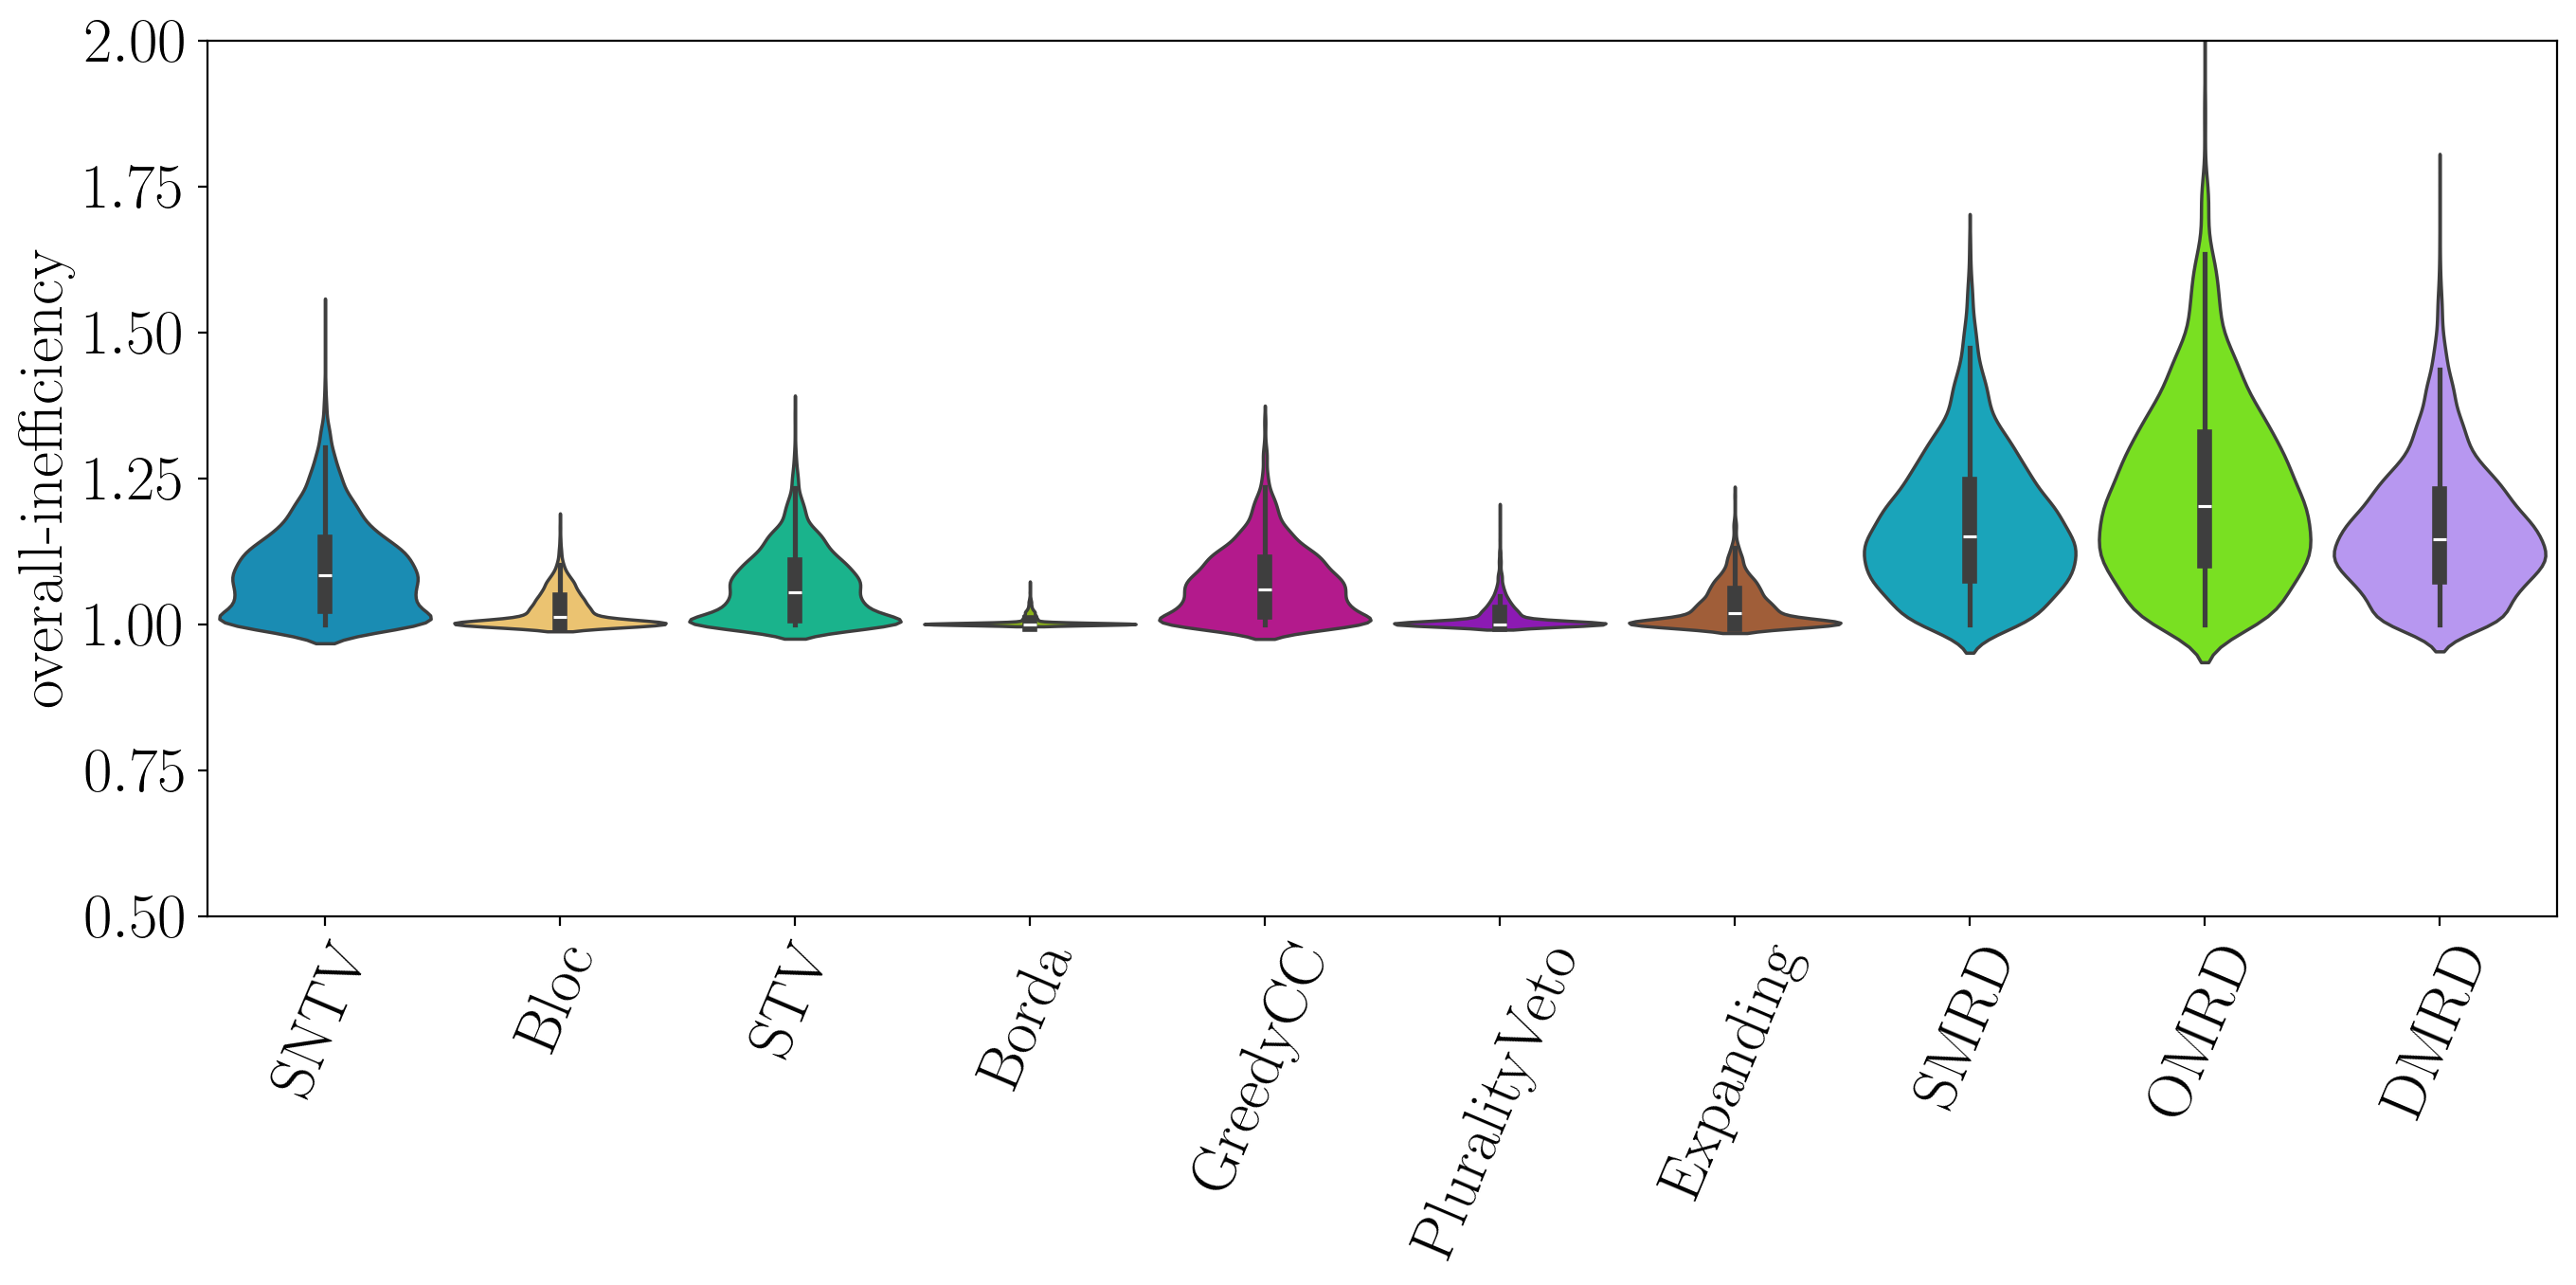 overall-inefficiency
2.00
1.75
1.50
1.25
1.00
0.75
0.50
SNTV
Bloc
STV
Borda
GreedyCC
PluralityVeto
Expanding
SMRD
OMRD
DMRD